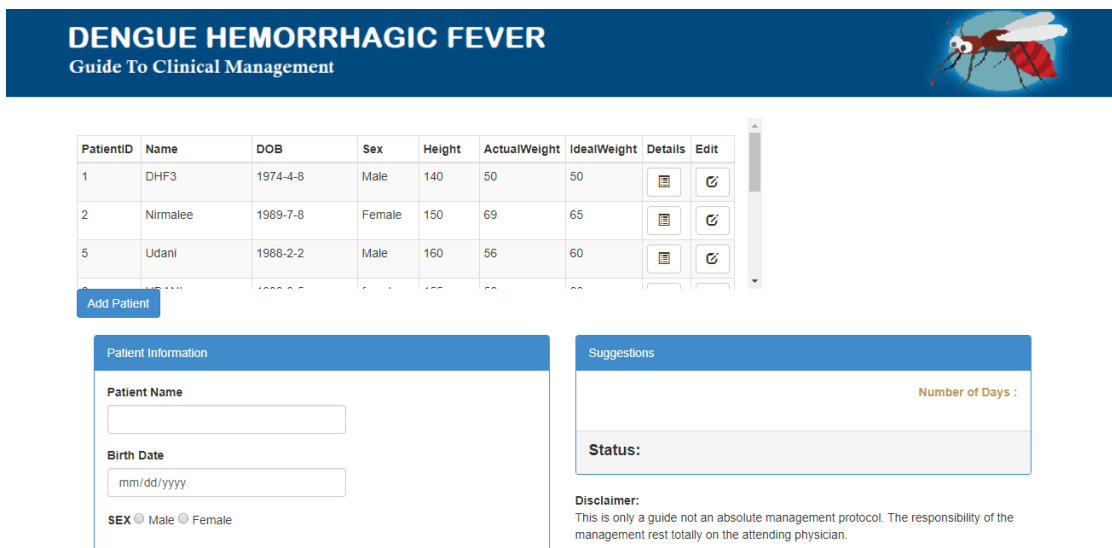 DENGUE HEMORRHAGIC FEVER
Guide To Clinical Management
PatientID Name DOB Sex Height ActualWeight IdealWeight Details Edit
1 DHF3 1974-4-8 Male 140 50 50
2 Nirmalee 1989-7-8 Female 150 69 65
5 Udani 1988-2-2 Male 160 56 60
Add Patient
Patient Information
Patient Name
Birth Date
mm/dd/yyyy
SEX Male Female
Suggestions
Number of Days :
Status:
Disclaimer:
This is only a guide not an absolute management protocol. The responsibility of the
management rest totally on the attending physician.